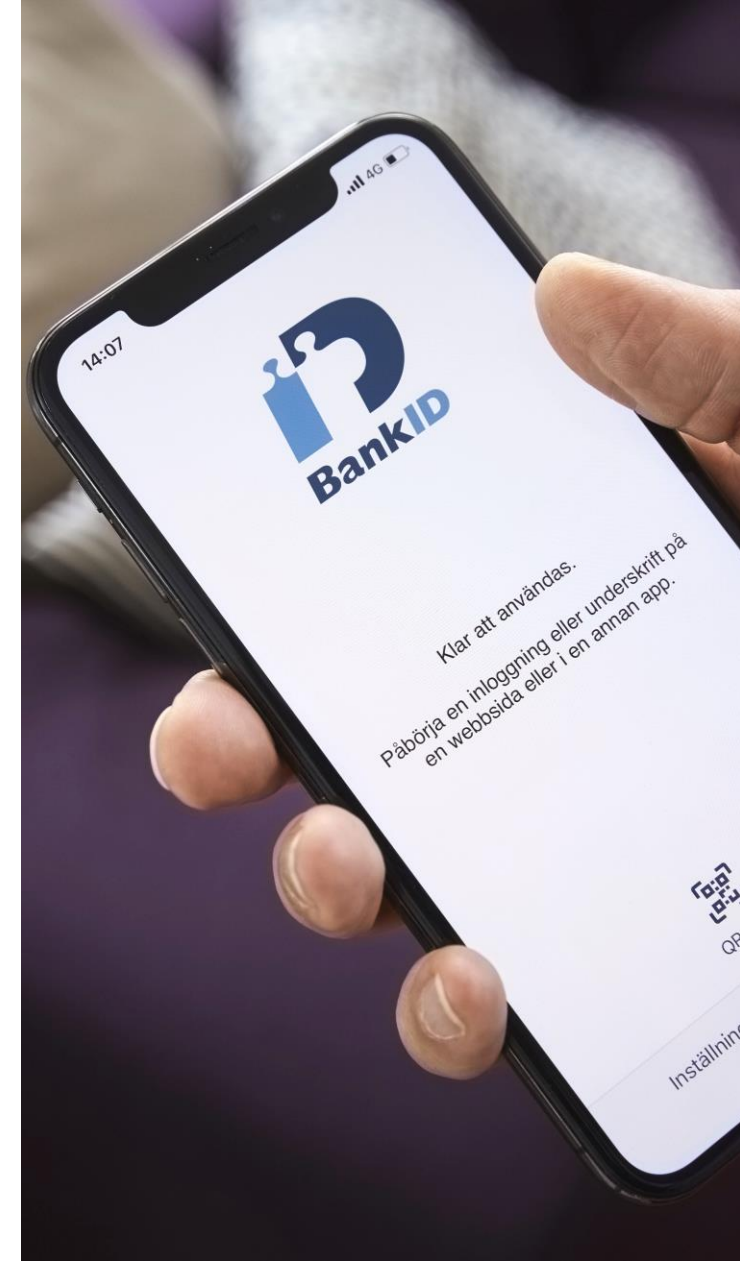 14:07
4G
BankID
Klar att användas.
Påbörja en inloggning eller underskrift på
en webbsida eller i en annan app.